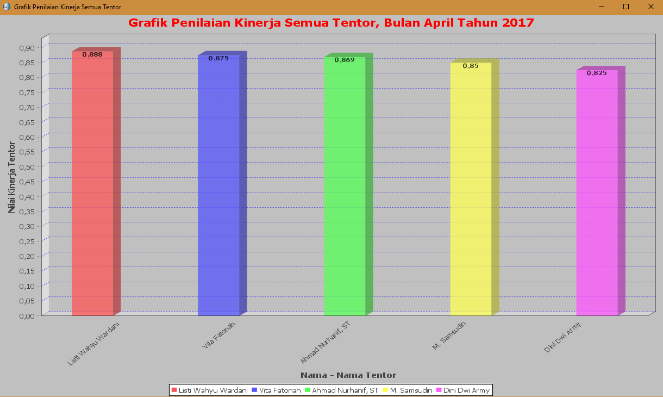 Grafik Penilaian Kinerja Semua Tentor
Grafik Penilaian Kinerja Semua Tentor, Bulan April Tahun 2017
Nilai Kinerja Tentor
0,90
0,85
0,80
0,75
0,70
0,65
0,60
0,55
0,50
0,45
0,40
0,35
0,30
0,25
0,20
0,15
0,10
0,05
0,00
0,888
0,875
0,869
0,85
0,825
Listi Wahyu Wardani
Vita Fatonah
Ahmad Nurhanif, ST
M. Samsudin
Dini Dwi Army
Nama - Nama Tentor
Listi Wahyu Wardani Vita Fatonah Ahmad Nurhanif, ST M. Samsudin Dini Dwi Army